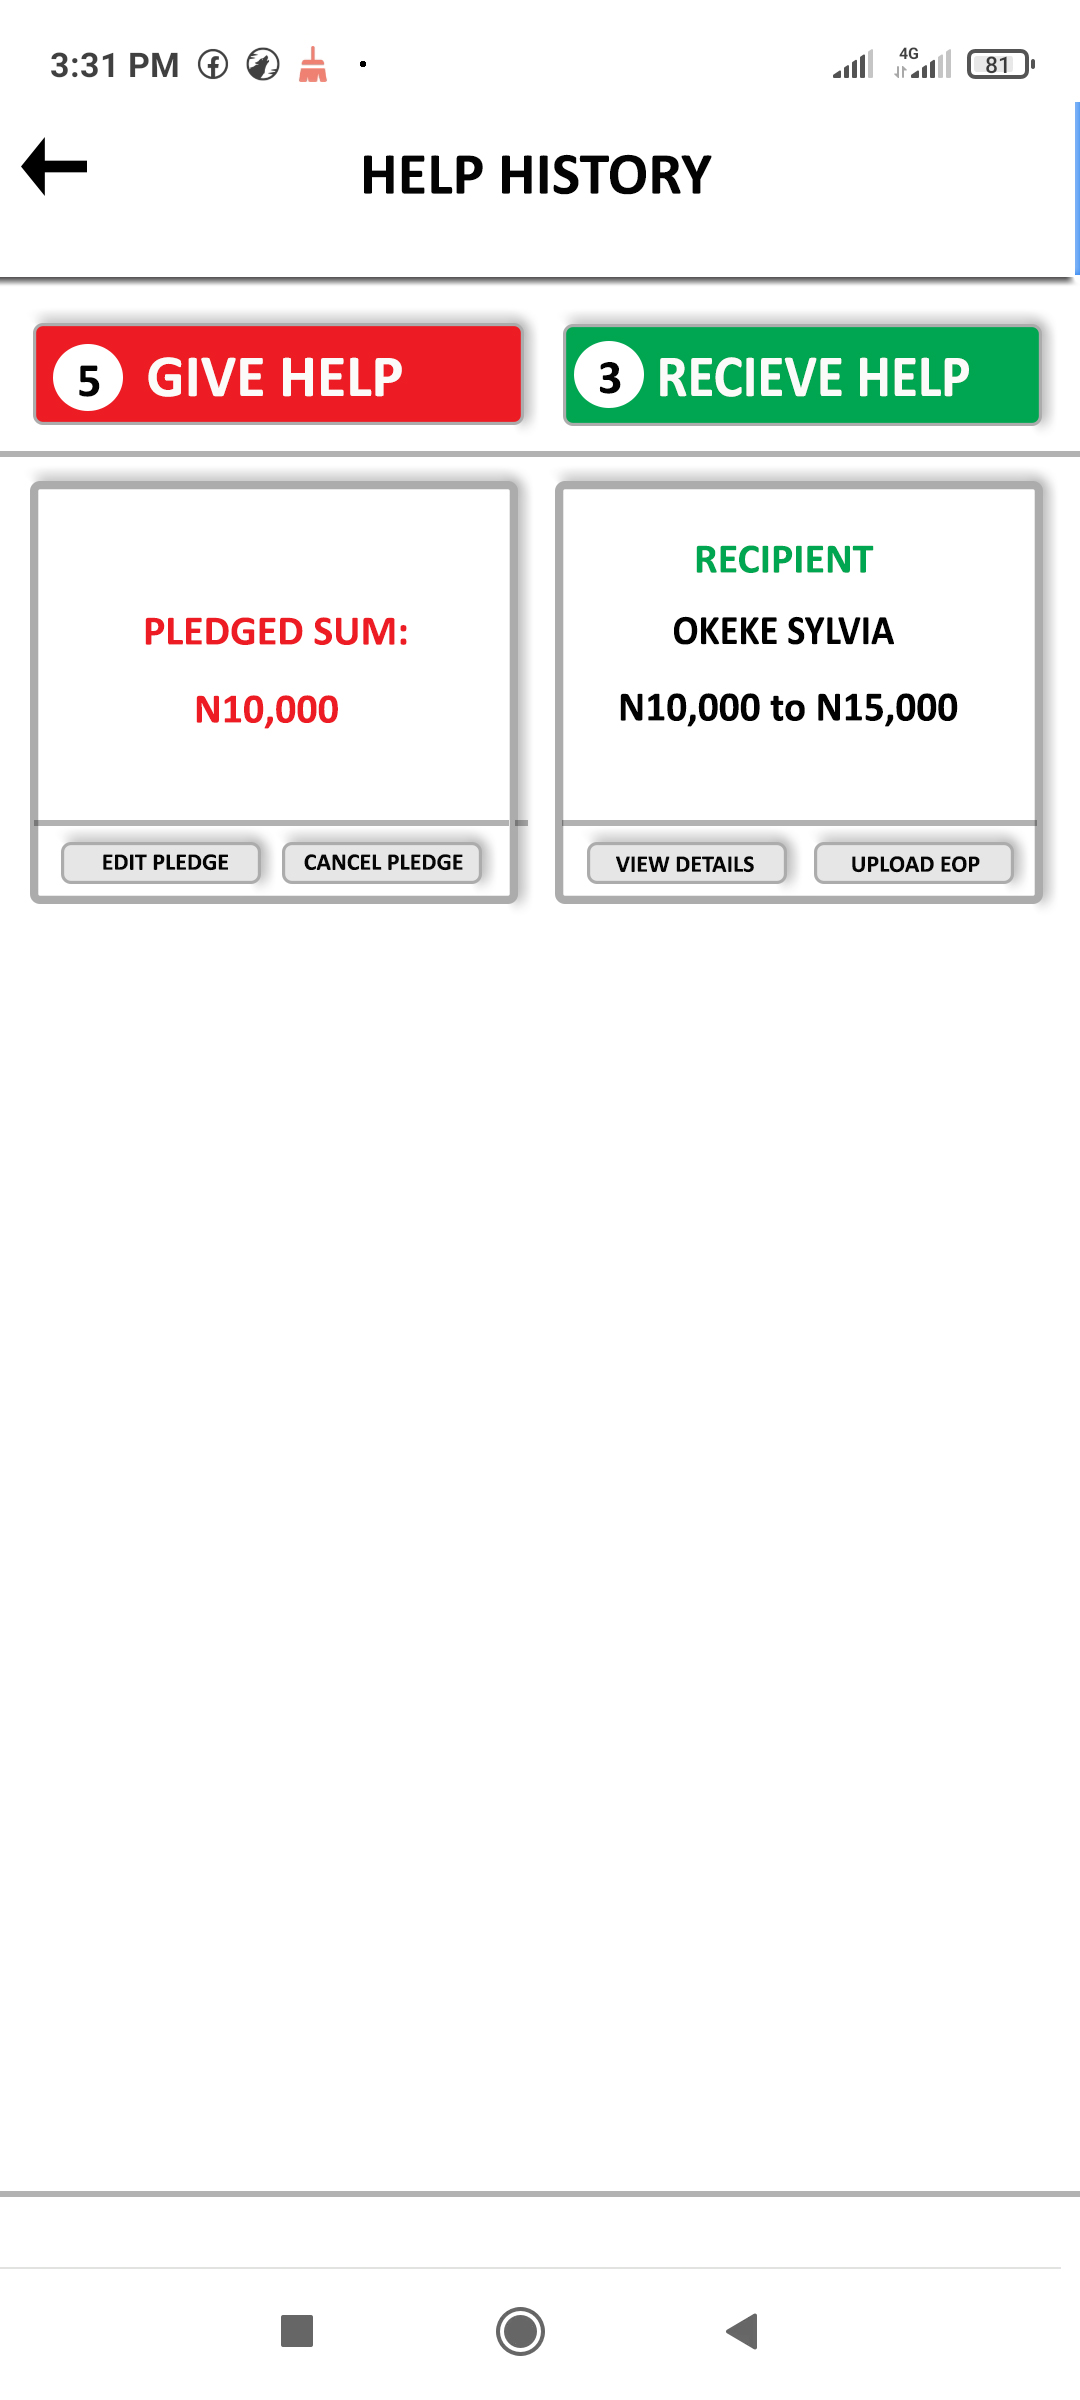 3:31 PM
4G
81
HELP HISTORY
5 GIVE HELP
3 RECIEVE HELP
PLEDGED SUM:
N10,000
EDIT PLEDGE
CANCEL PLEDGE
RECIPIENT
OKEKE SYLVIA
N10,000 to N15,000
VIEW DETAILS
UPLOAD EOP